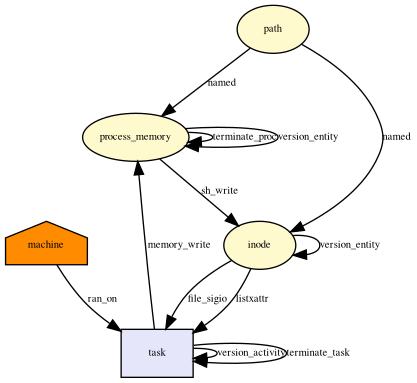 path
named
process_memory
terminate_proc
version_entity
named
sh_write
machine
memory_write
inode
version_entity
ran_on
file_sigio
listxattr
task
version_activity
terminate_task